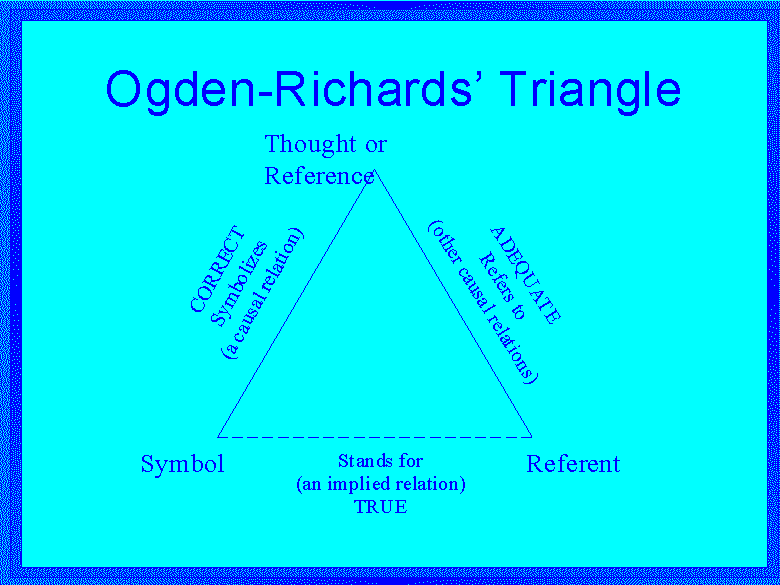 Ogden-Richards’ Triangle
Thought or
Reference
CORRECT
Symbolizes
(a causal relation)
ADEQUATE
Refers to
(other causal relations)
Symbol
Stands for
(an implied relation)
TRUE
Referent